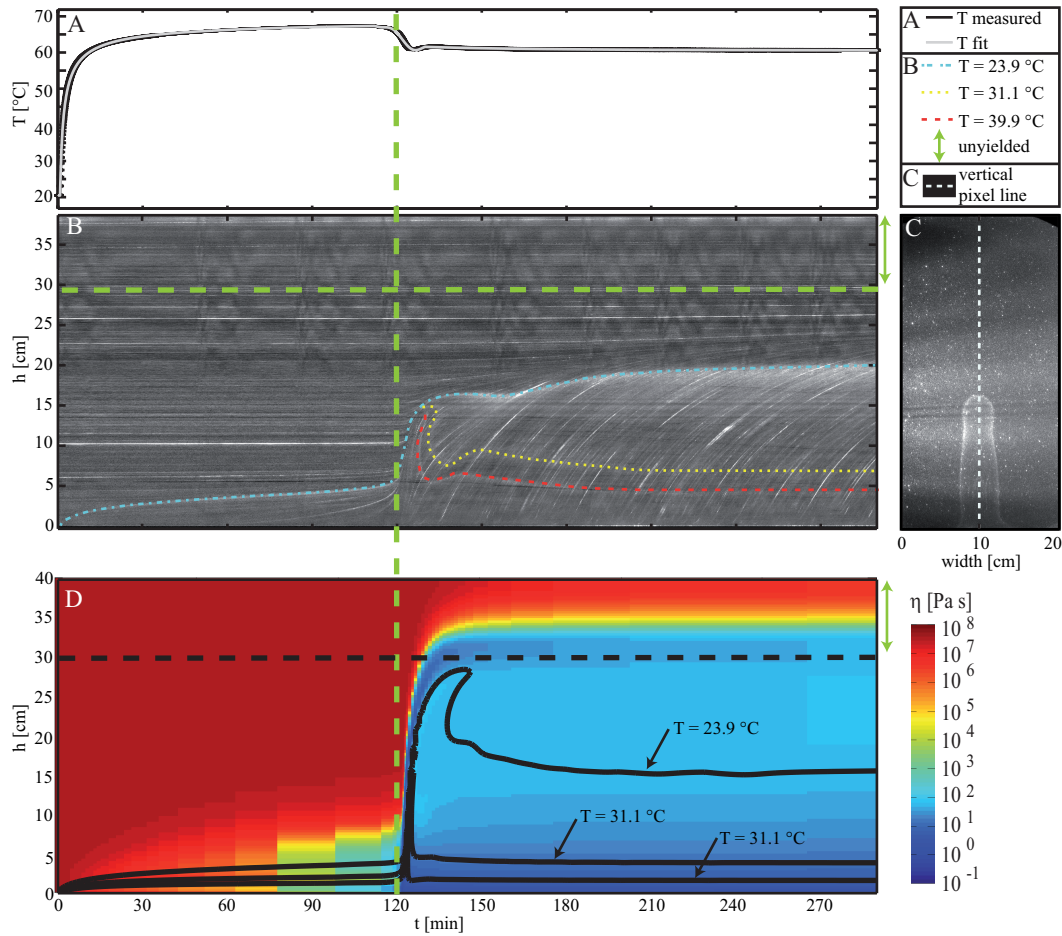 A
T [°C]
70
60
50
40
30
20
A
T measured
T fit
B
T = 23.9 °C
T = 31.1 °C
T = 39.9 °C
unyielded
C
vertical
pixel line
B
h [cm]
35
30
25
20
15
10
5
0
C
0 10 20
width [cm]
D
h [cm]
40
35
30
25
20
15
10
5
0
T = 23.9 °C
T = 31.1 °C
T = 31.1 °C
0 30 60 90 120 150 180 210 240 270
t [min]
η [Pa s]
10^8
10^7
10^6
10^5
10^4
10^3
10^2
10^1
10^0
10^-1